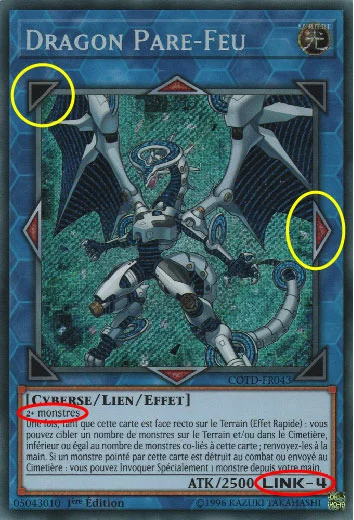 DRAGON PARE-FEU
光
COTD-FR043
[CYBERSE/LIEN/EFFET]
2+ monstres
Une fois, tant que cette carte est face recto sur le Terrain (Effet Rapide) : vous
pouvez cibler un nombre de monstres sur le Terrain et/ou dans le Cimetière,
inférieur ou égal au nombre de monstres co-liés à cette carte ; renvoyez-les à la
main. Si un monstre pointé par cette carte est détruit au combat ou envoyé au
Cimetière : vous pouvez Invoquer Spécialement 1 monstre depuis votre main.
ATK/2500 LINK-4
05043010 1ère Édition ©1996 KAZUKI TAKAHASHI